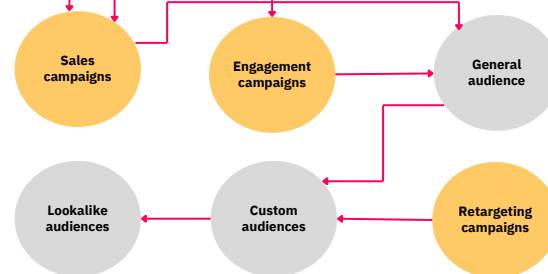 Sales
campaigns
Engagement
campaigns
General
audience
Lookalike
audiences
Custom
audiences
Retargeting
campaigns